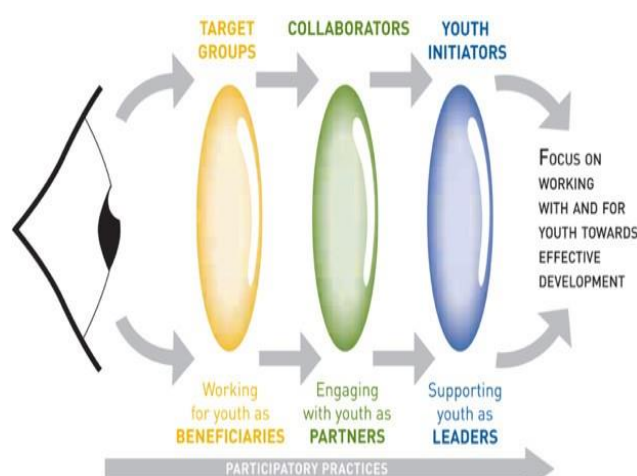 TARGET
GROUPS
COLLABORATORS
YOUTH
INITIATORS
FOCUS ON
WORKING
WITH AND FOR
YOUTH TOWARDS
EFFECTIVE
DEVELOPMENT
Working
for youth as
BENEFICIARIES
Engaging
with youth as
PARTNERS
Supporting
youth as
LEADERS
PARTICIPATORY PRACTICES